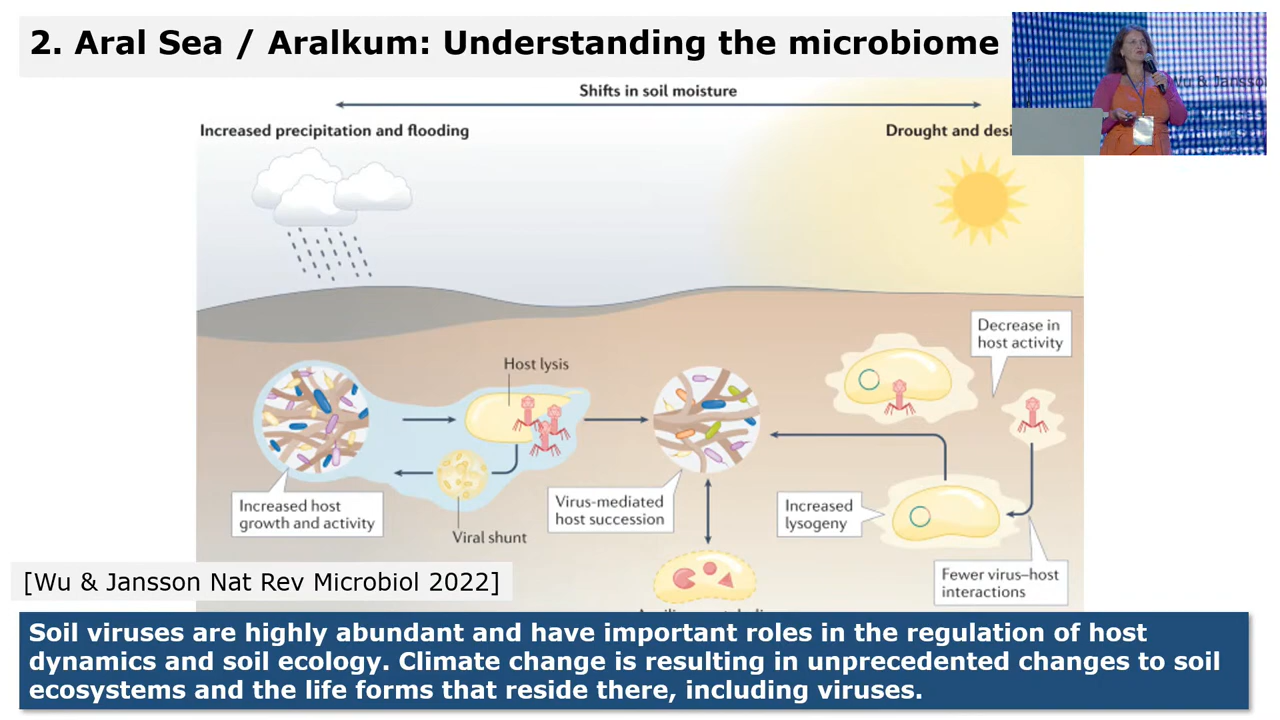 2. Aral Sea / Aralkum: Understanding the microbiome
Shifts in soil moisture
Increased precipitation and flooding
Drought and
Wu & Jansson
Host lysis
Decrease in
host activity
Increased host
growth and activity
Viral shunt
Virus-mediated
host succession
Increased
lysogeny
Fewer virus–host
interactions
[Wu & Jansson Nat Rev Microbiol 2022]
Soil viruses are highly abundant and have important roles in the regulation of host
dynamics and soil ecology. Climate change is resulting in unprecedented changes to soil
ecosystems and the life forms that reside there, including viruses.